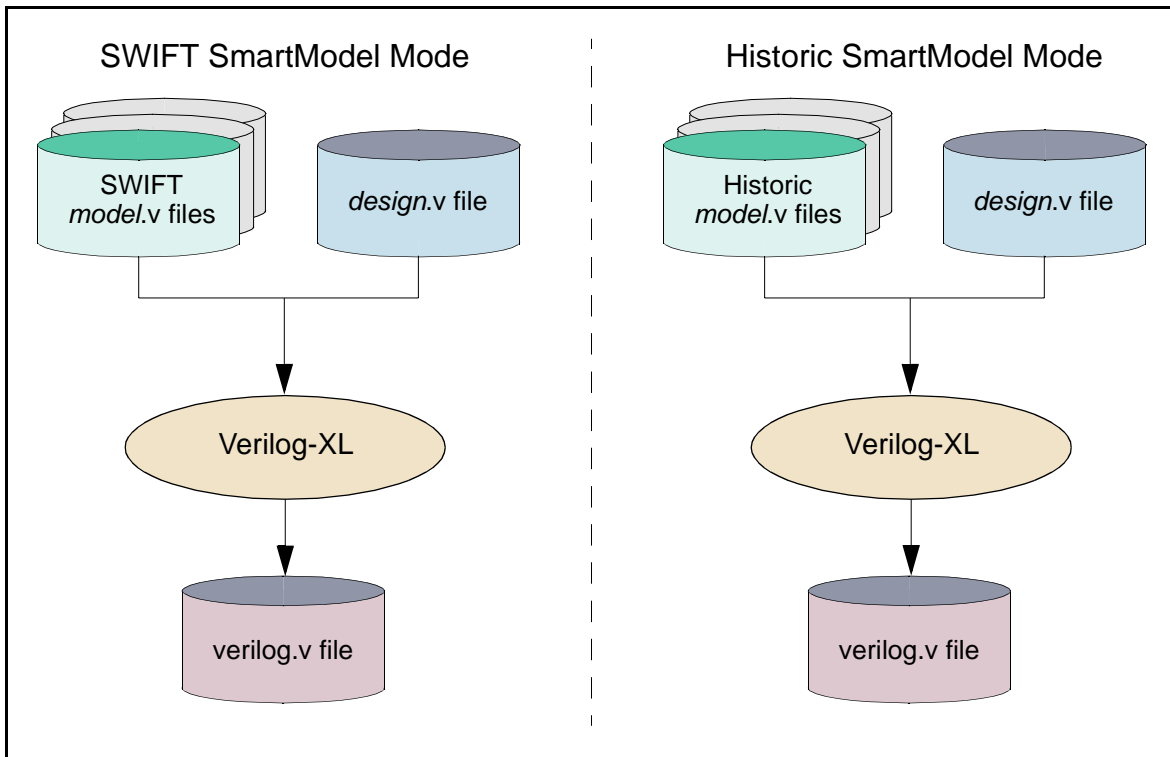 SWIFT SmartModel Mode
SWIFT
model.v files
design.v file
Verilog-XL
verilog.v file
Historic SmartModel Mode
Historic
model.v files
design.v file
Verilog-XL
verilog.v file